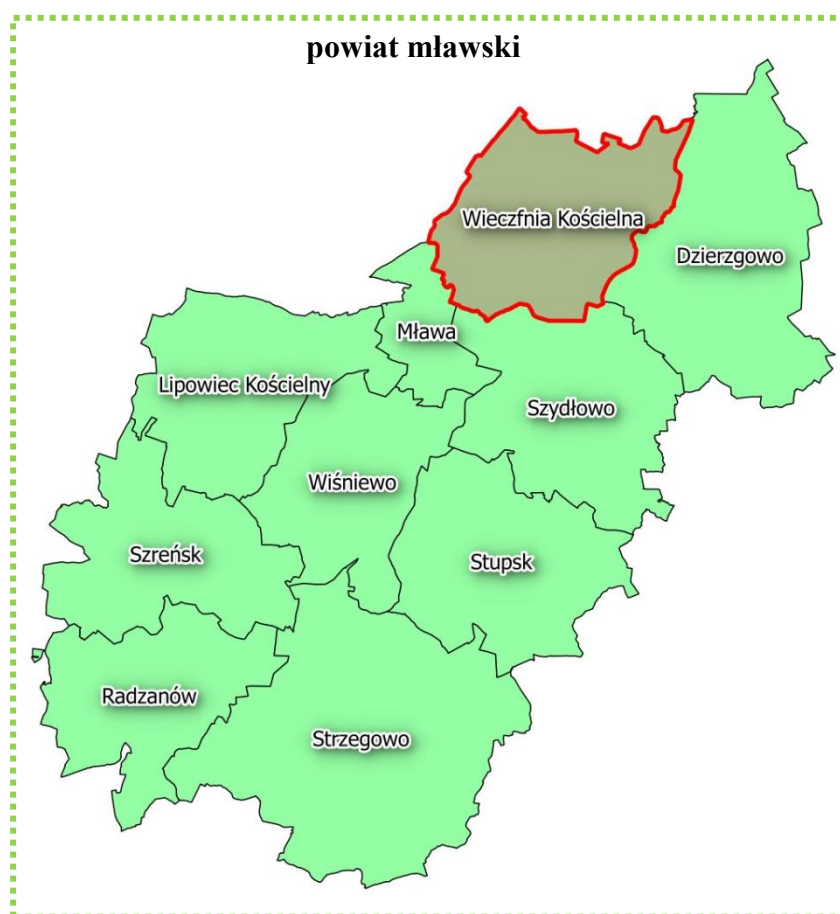 powiat mławski
Wieczfnia Kościelna
Dzierzgowo
Mława
Lipowiec Kościelny
Szydłowo
Wiśniewo
Szreńsk
Stupsk
Radzanów
Strzegowo